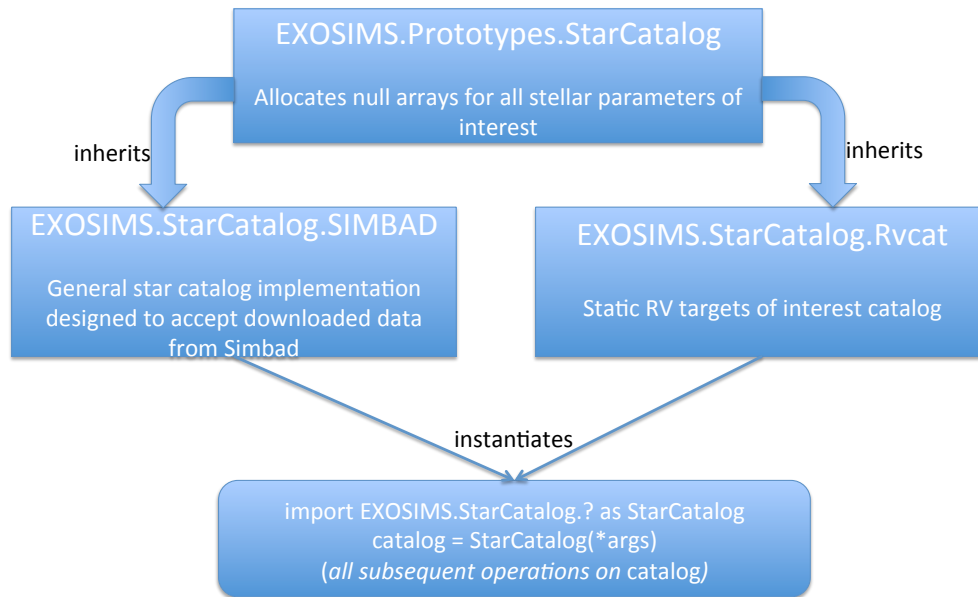 EXOSIMS.Prototypes.StarCatalog
Allocates null arrays for all stellar parameters of
interest
inherits
inherits
EXOSIMS.StarCatalog.SIMBAD
General star catalog implementation
designed to accept downloaded data
from Simbad
EXOSIMS.StarCatalog.Rvcat
Static RV targets of interest catalog
instantiates
import EXOSIMS.StarCatalog.? as StarCatalog
catalog = StarCatalog(*args)
(all subsequent operations on catalog)